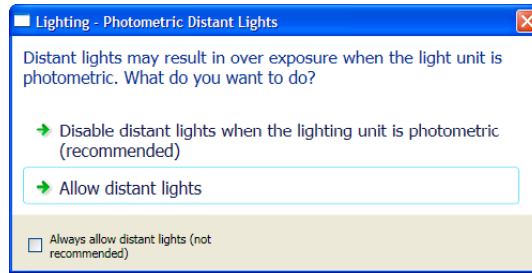 Lighting - Photometric Distant Lights
Distant lights may result in over exposure when the light unit is
photometric. What do you want to do?
Disable distant lights when the lighting unit is photometric
(recommended)
Allow distant lights
Always allow distant lights (not
recommended)